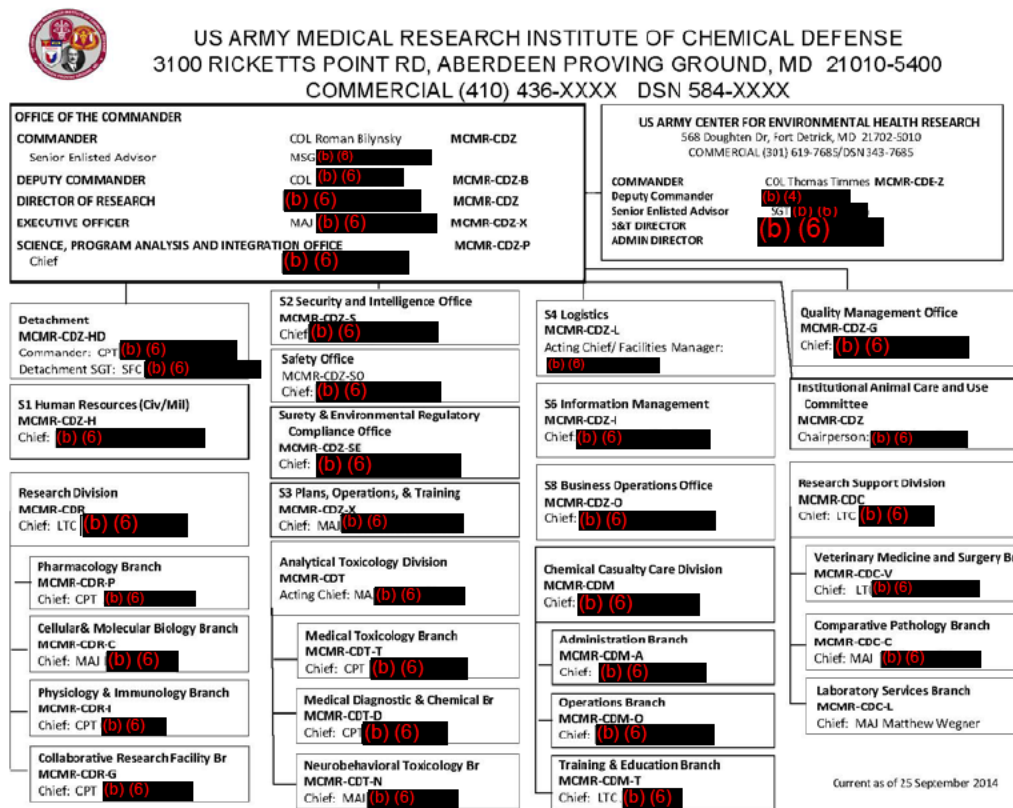 US ARMY MEDICAL RESEARCH INSTITUTE OF CHEMICAL DEFENSE
3100 RICKETTS POINT RD, ABERDEEN PROVING GROUND, MD 21010-5400
COMMERCIAL (410) 436-XXXX DSN 584-XXXX
OFFICE OF THE COMMANDER
COMMANDER COL Roman Bilynsky MCMR-CDZ
Senior Enlisted Advisor MSG (b) (6)
DEPUTY COMMANDER COL (b) (6) MCMR-CDZ-B
DIRECTOR OF RESEARCH (b) (6) MCMR-CDZ
EXECUTIVE OFFICER MAJ (b) (6) MCMR-CDZ-X
SCIENCE, PROGRAM ANALYSIS AND INTEGRATION OFFICE MCMR-CDZ-P
Chief (b) (6)
US ARMY CENTER FOR ENVIRONMENTAL HEALTH RESEARCH
568 Doughten Dr, Fort Detrick, MD 21702-5010
COMMERCIAL (301) 619-7685/DSN 343-7685
COMMANDER COL Thomas Timmes MCMR-CDE-Z
Deputy Commander (b) (4)
Senior Enlisted Advisor SGT (b) (6)
S&T DIRECTOR (b) (6)
ADMIN DIRECTOR
Detachment
MCMR-CDZ-HD
Commander: CPT (b) (6)
Detachment SGT: SFC (b) (6)
S1 Human Resources (Civ/Mil)
MCMR-CDZ-H
Chief: (b) (6)
S2 Security and Intelligence Office
MCMR-CDZ-S
Chief (b) (6)
Safety Office
MCMR-CDZ-SO
Chief: (b) (6)
Surety & Environmental Regulatory
Compliance Office
MCMR-CDZ-SE
Chief: (b) (6)
S3 Plans, Operations, & Training
MCMR-CDZ-X
Chief: MAJ (b) (6)
S4 Logistics
MCMR-CDZ-L
Acting Chief/ Facilities Manager:
(b) (6)
S6 Information Management
MCMR-CDZ-I
Chief: (b) (6)
S8 Business Operations Office
MCMR-CDZ-O
Chief: (b) (6)
Quality Management Office
MCMR-CDZ-G
Chief: (b) (6)
Institutional Animal Care and Use
Committee
MCMR-CDZ
Chairperson: (b) (6)
Research Division
MCMR-CDR
Chief: LTC (b) (6)
Pharmacology Branch
MCMR-CDR-P
Chief: CPT (b) (6)
Cellular& Molecular Biology Branch
MCMR-CDR-C
Chief: MAJ (b) (6)
Physiology & Immunology Branch
MCMR-CDR-I
Chief: CPT (b) (6)
Collaborative Research Facility Br
MCMR-CDR-G
Chief: CPT (b) (6)
Analytical Toxicology Division
MCMR-CDT
Acting Chief: MAJ (b) (6)
Medical Toxicology Branch
MCMR-CDT-T
Chief: CPT (b) (6)
Medical Diagnostic & Chemical Br
MCMR-CDT-D
Chief: CPT (b) (6)
Neurobehavioral Toxicology Br
MCMR-CDT-N
Chief: MAJ (b) (6)
Chemical Casualty Care Division
MCMR-CDM
Chief: (b) (6)
Administration Branch
MCMR-CDM-A
Chief: (b) (6)
Operations Branch
MCMR-CDM-O
Chief: (b) (6)
Training & Education Branch
MCMR-CDM-T
Chief: LTC (b) (6)
Research Support Division
MCMR-CDC
Chief: LTC (b) (6)
Veterinary Medicine and Surgery Br
MCMR-CDC-V
Chief: LTC (b) (6)
Comparative Pathology Branch
MCMR-CDC-C
Chief: MAJ (b) (6)
Laboratory Services Branch
MCMR-CDC-L
Chief: MAJ Matthew Wegner
Current as of 25 September 2014